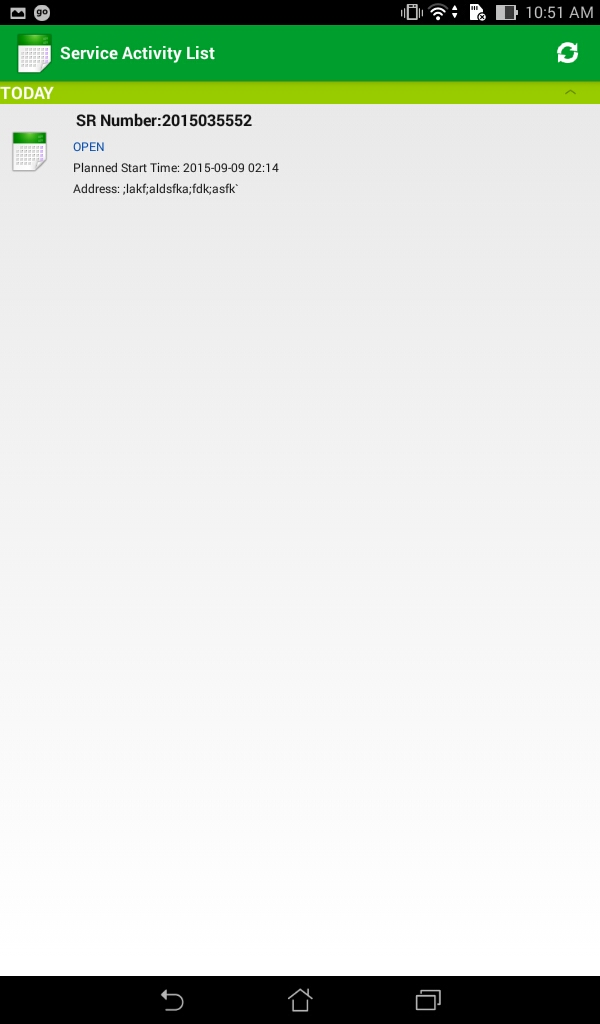 go 10:51 AM
Service Activity List
TODAY
SR Number:2015035552
OPEN
Planned Start Time: 2015-09-09 02:14
Address: ;lakf;aldsfka;fdk;asfk`